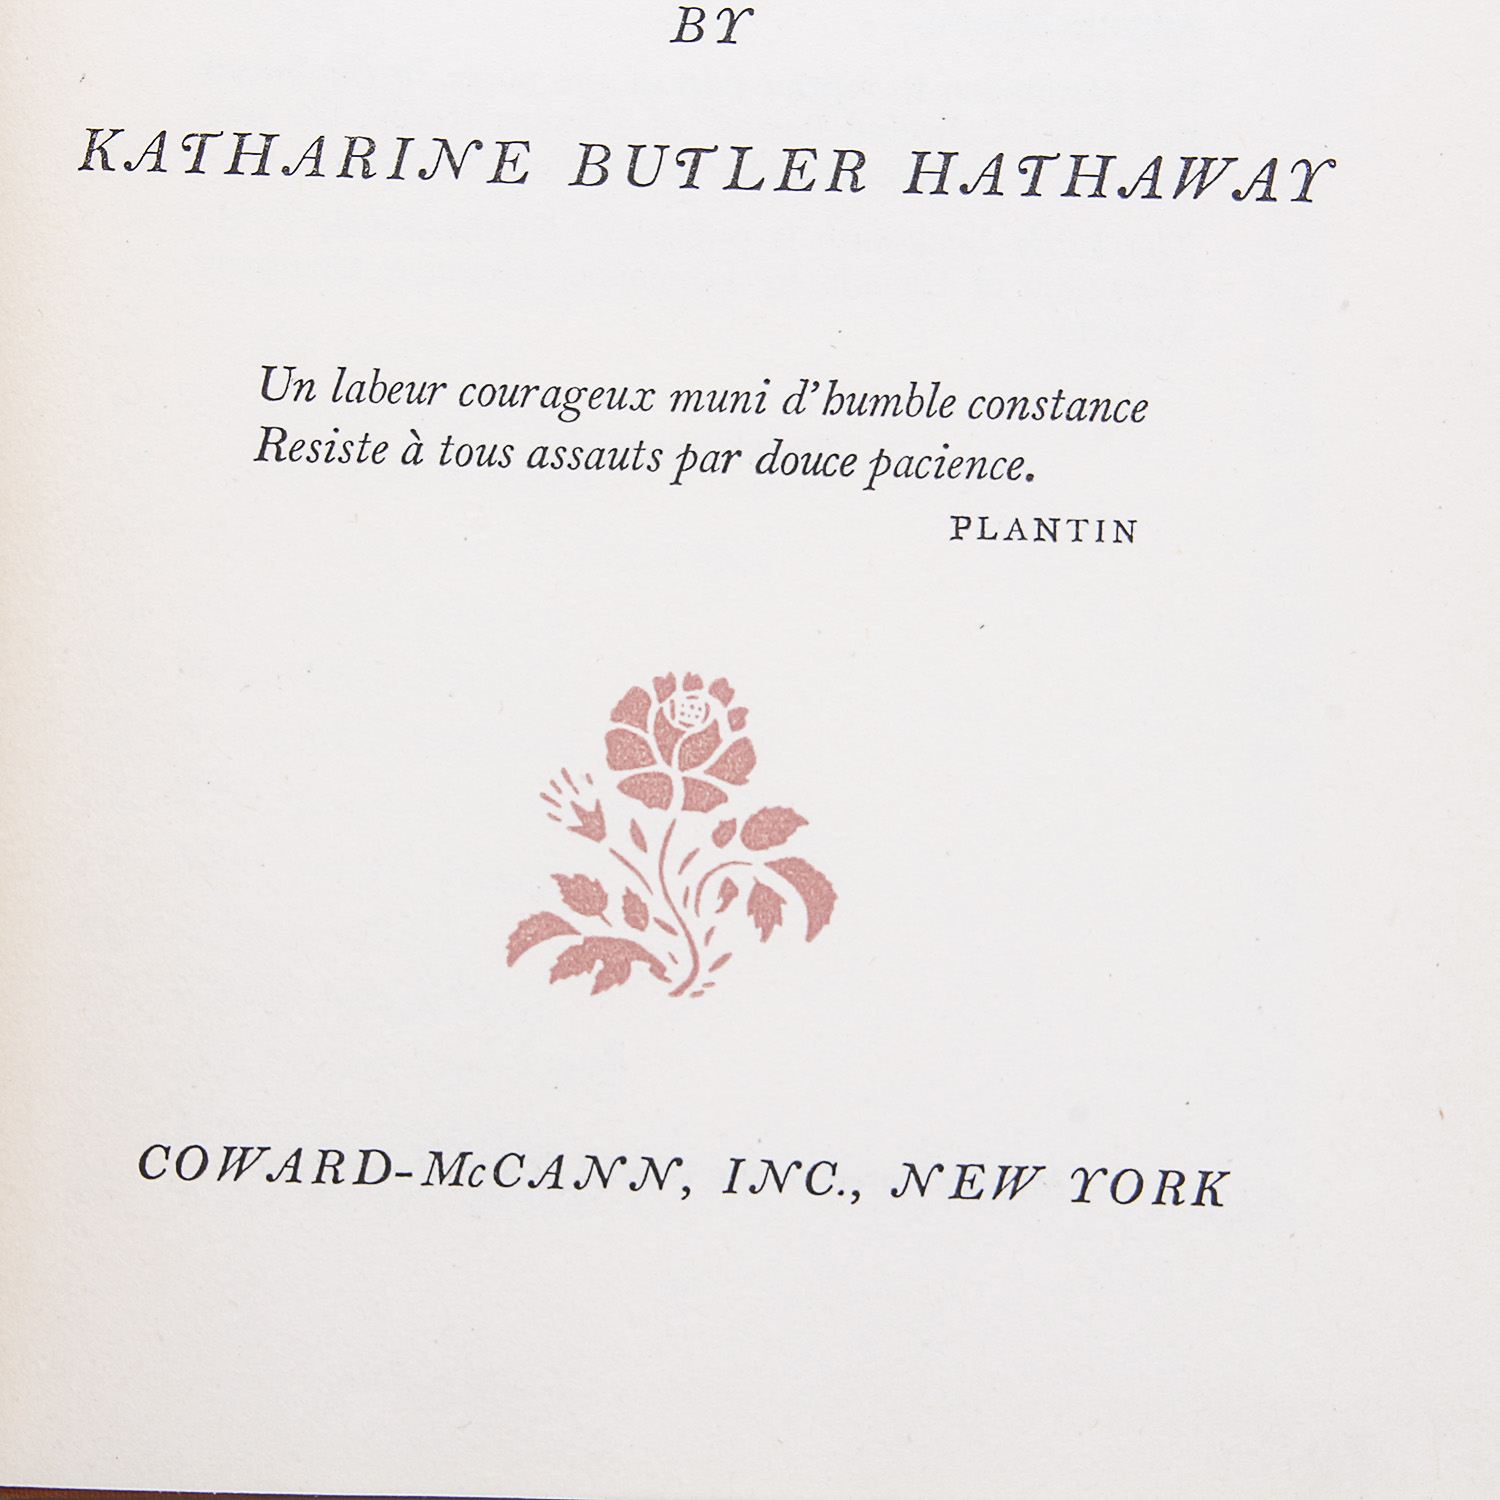 BY
KATHARINE BUTLER HATHAWAY
Un labeur courageux muni d'humble constance
Resiste à tous assauts par douce pacience.
PLANTIN
COWARD-McCANN, INC., NEW YORK